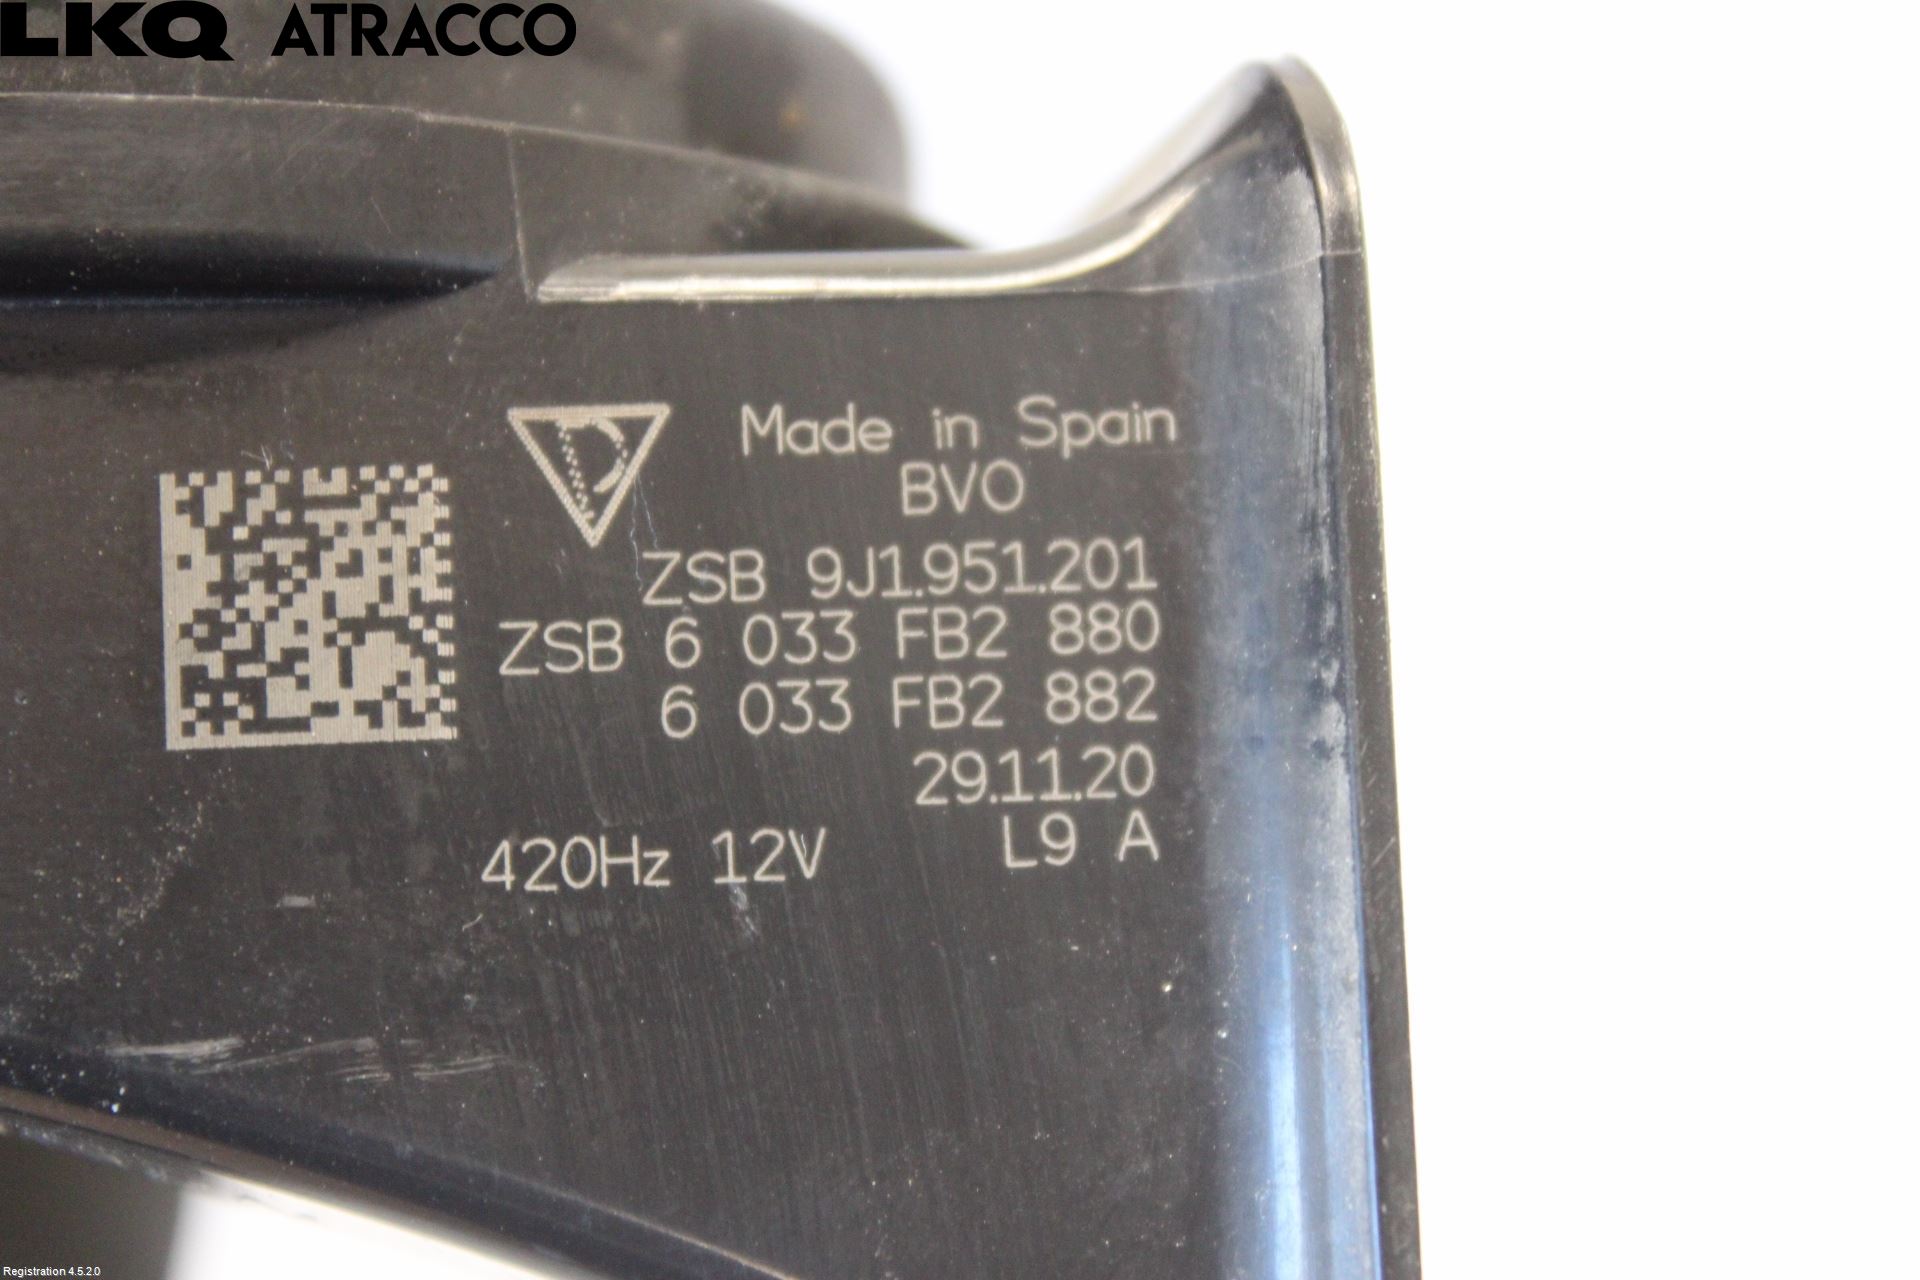 LKQ ATRACCO
Made in Spain
BVO
ZSB 9J1.951.201
ZSB 6 033 FB2 880
6 033 FB2 882
29.11.20
L9 A
420Hz 12V
Registration 4.5.2.0